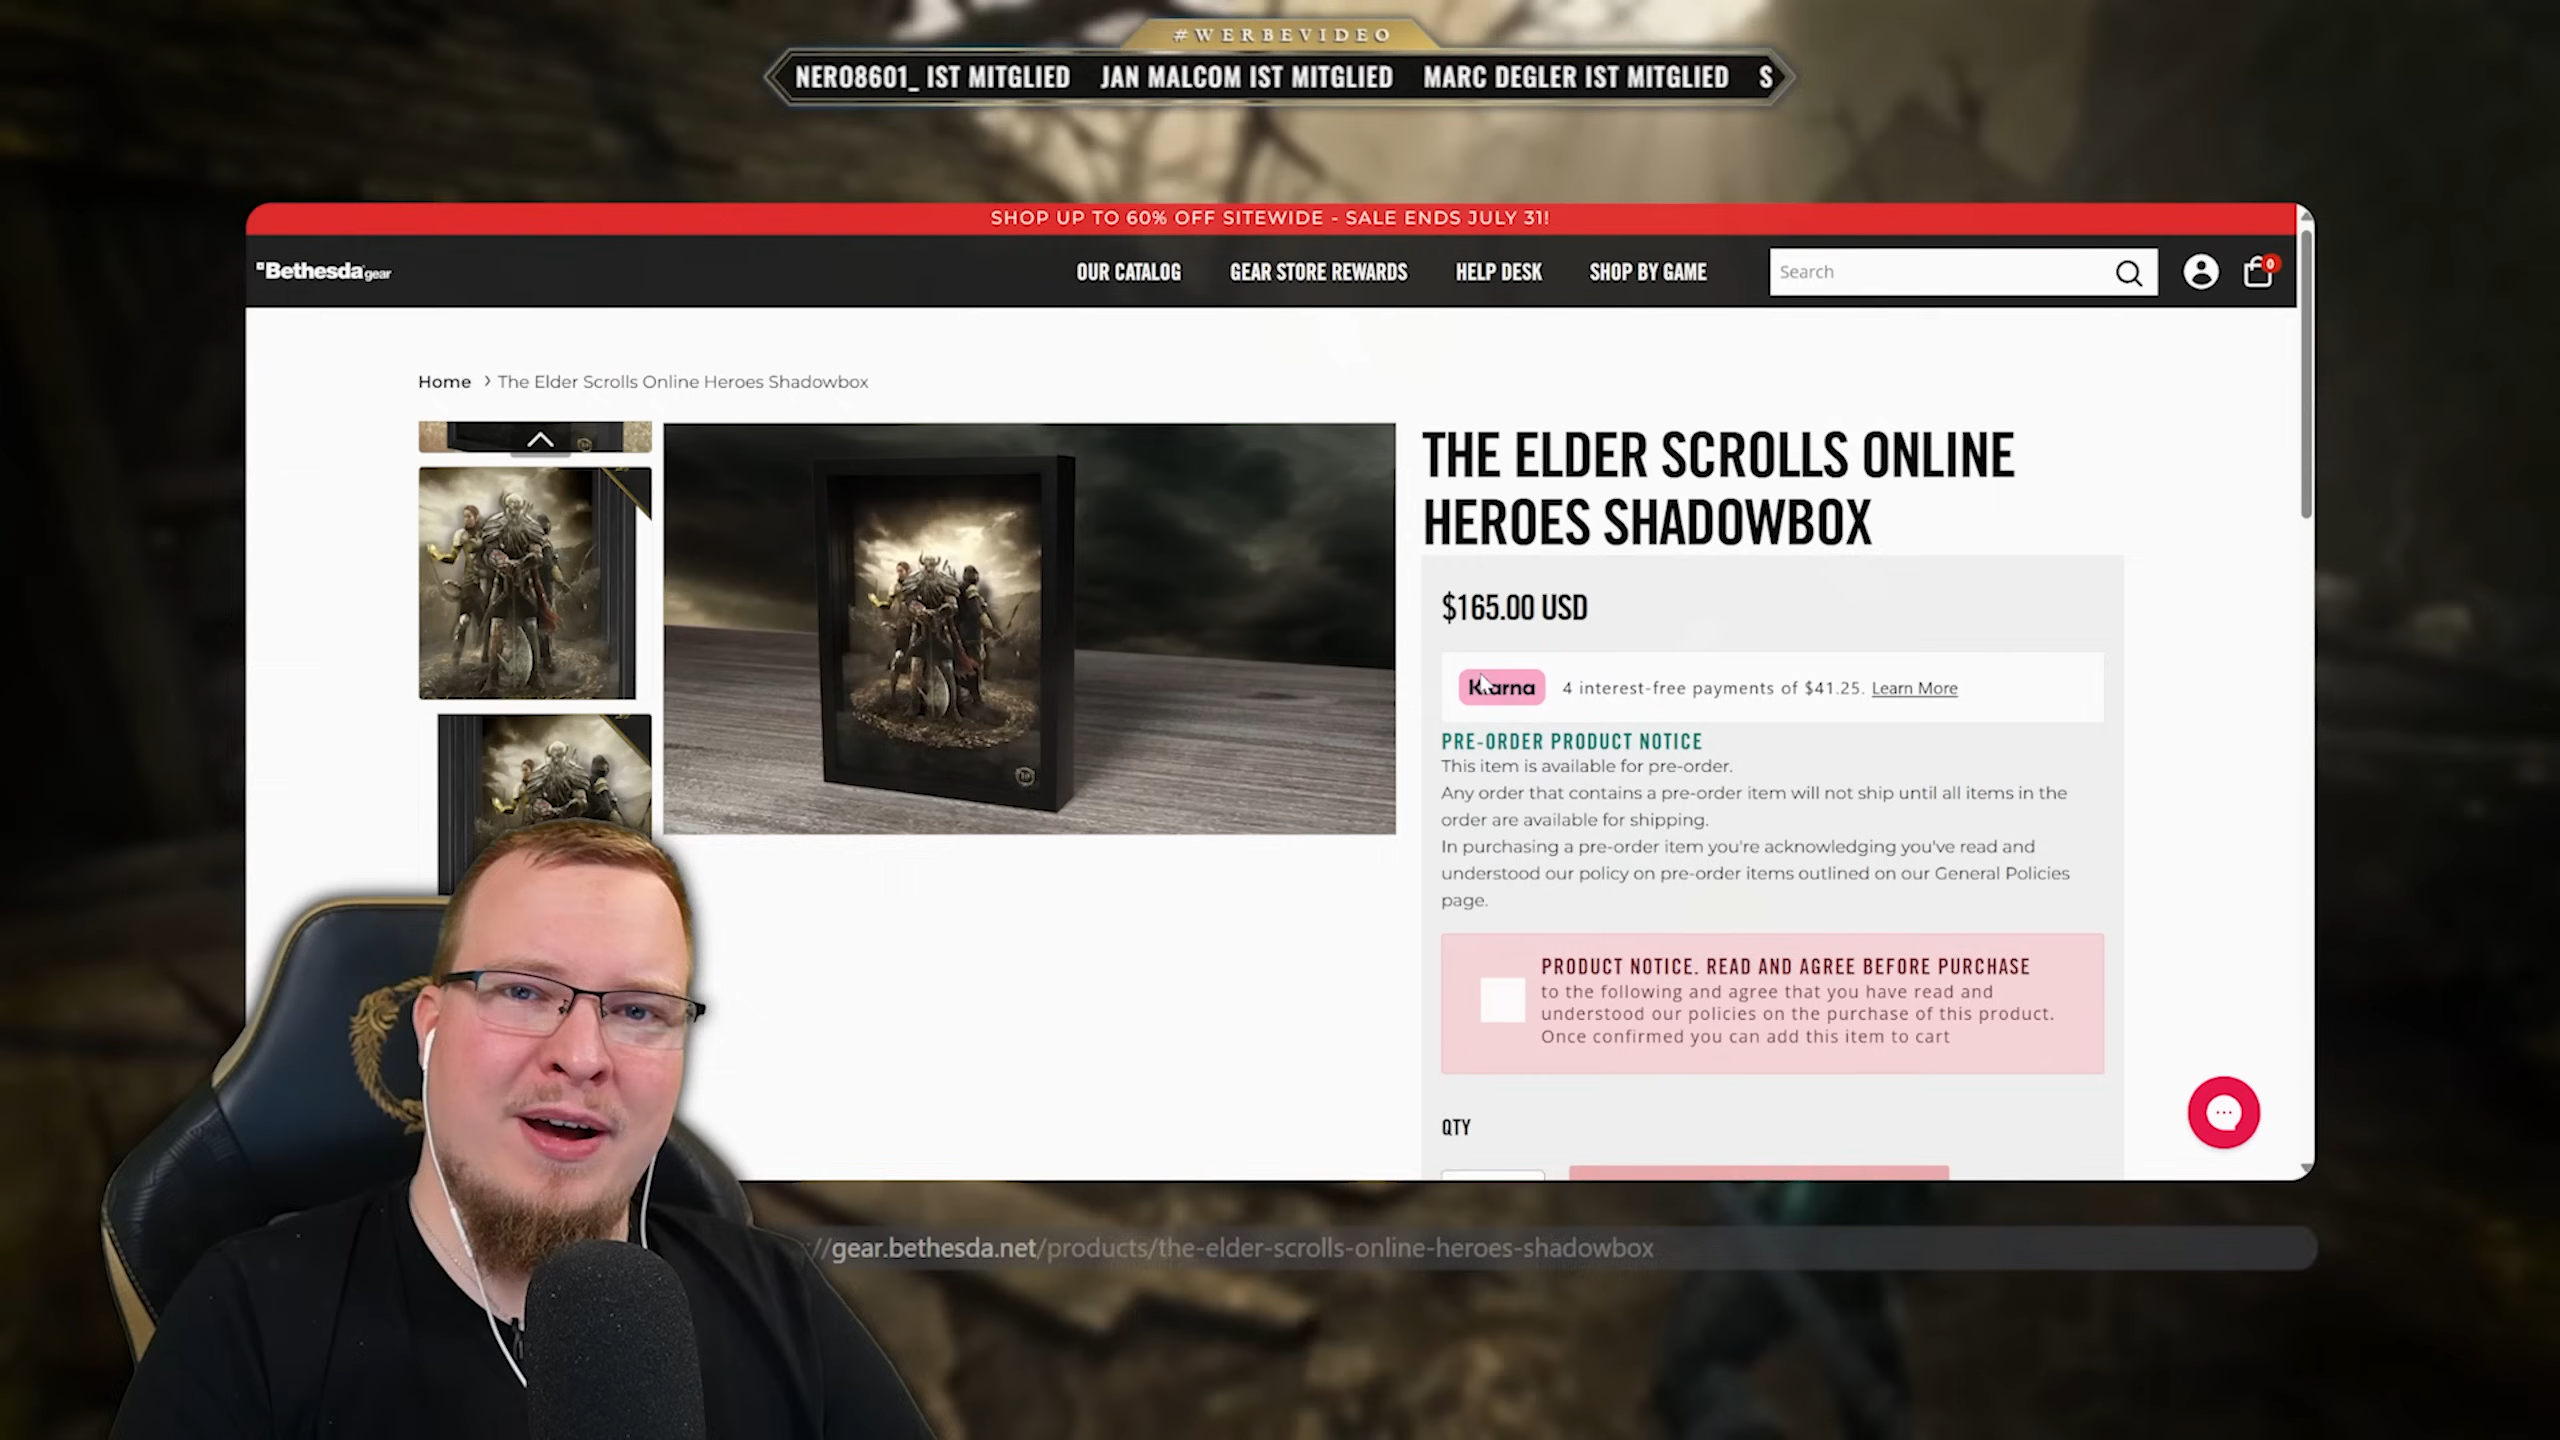 #WERBEVIDEO
NERO8601_ IST MITGLIED JAN MALCOM IST MITGLIED MARC DEGLER IST MITGLIED S
SHOP UP TO 60% OFF SITEWIDE - SALE ENDS JULY 31!
Bethesda gear
OUR CATALOG GEAR STORE REWARDS HELP DESK SHOP BY GAME Search 0
Home > The Elder Scrolls Online Heroes Shadowbox
THE ELDER SCROLLS ONLINE
HEROES SHADOWBOX
$165.00 USD
Klarna 4 interest-free payments of $41.25. Learn More
PRE-ORDER PRODUCT NOTICE
This item is available for pre-order.
Any order that contains a pre-order item will not ship until all items in the
order are available for shipping.
In purchasing a pre-order item you're acknowledging you've read and
understood our policy on pre-order items outlined on our General Policies
page.
PRODUCT NOTICE. READ AND AGREE BEFORE PURCHASE
to the following and agree that you have read and
understood our policies on the purchase of this product.
Once confirmed you can add this item to cart
QTY
//gear.bethesda.net/products/the-elder-scrolls-online-heroes-shadowbox